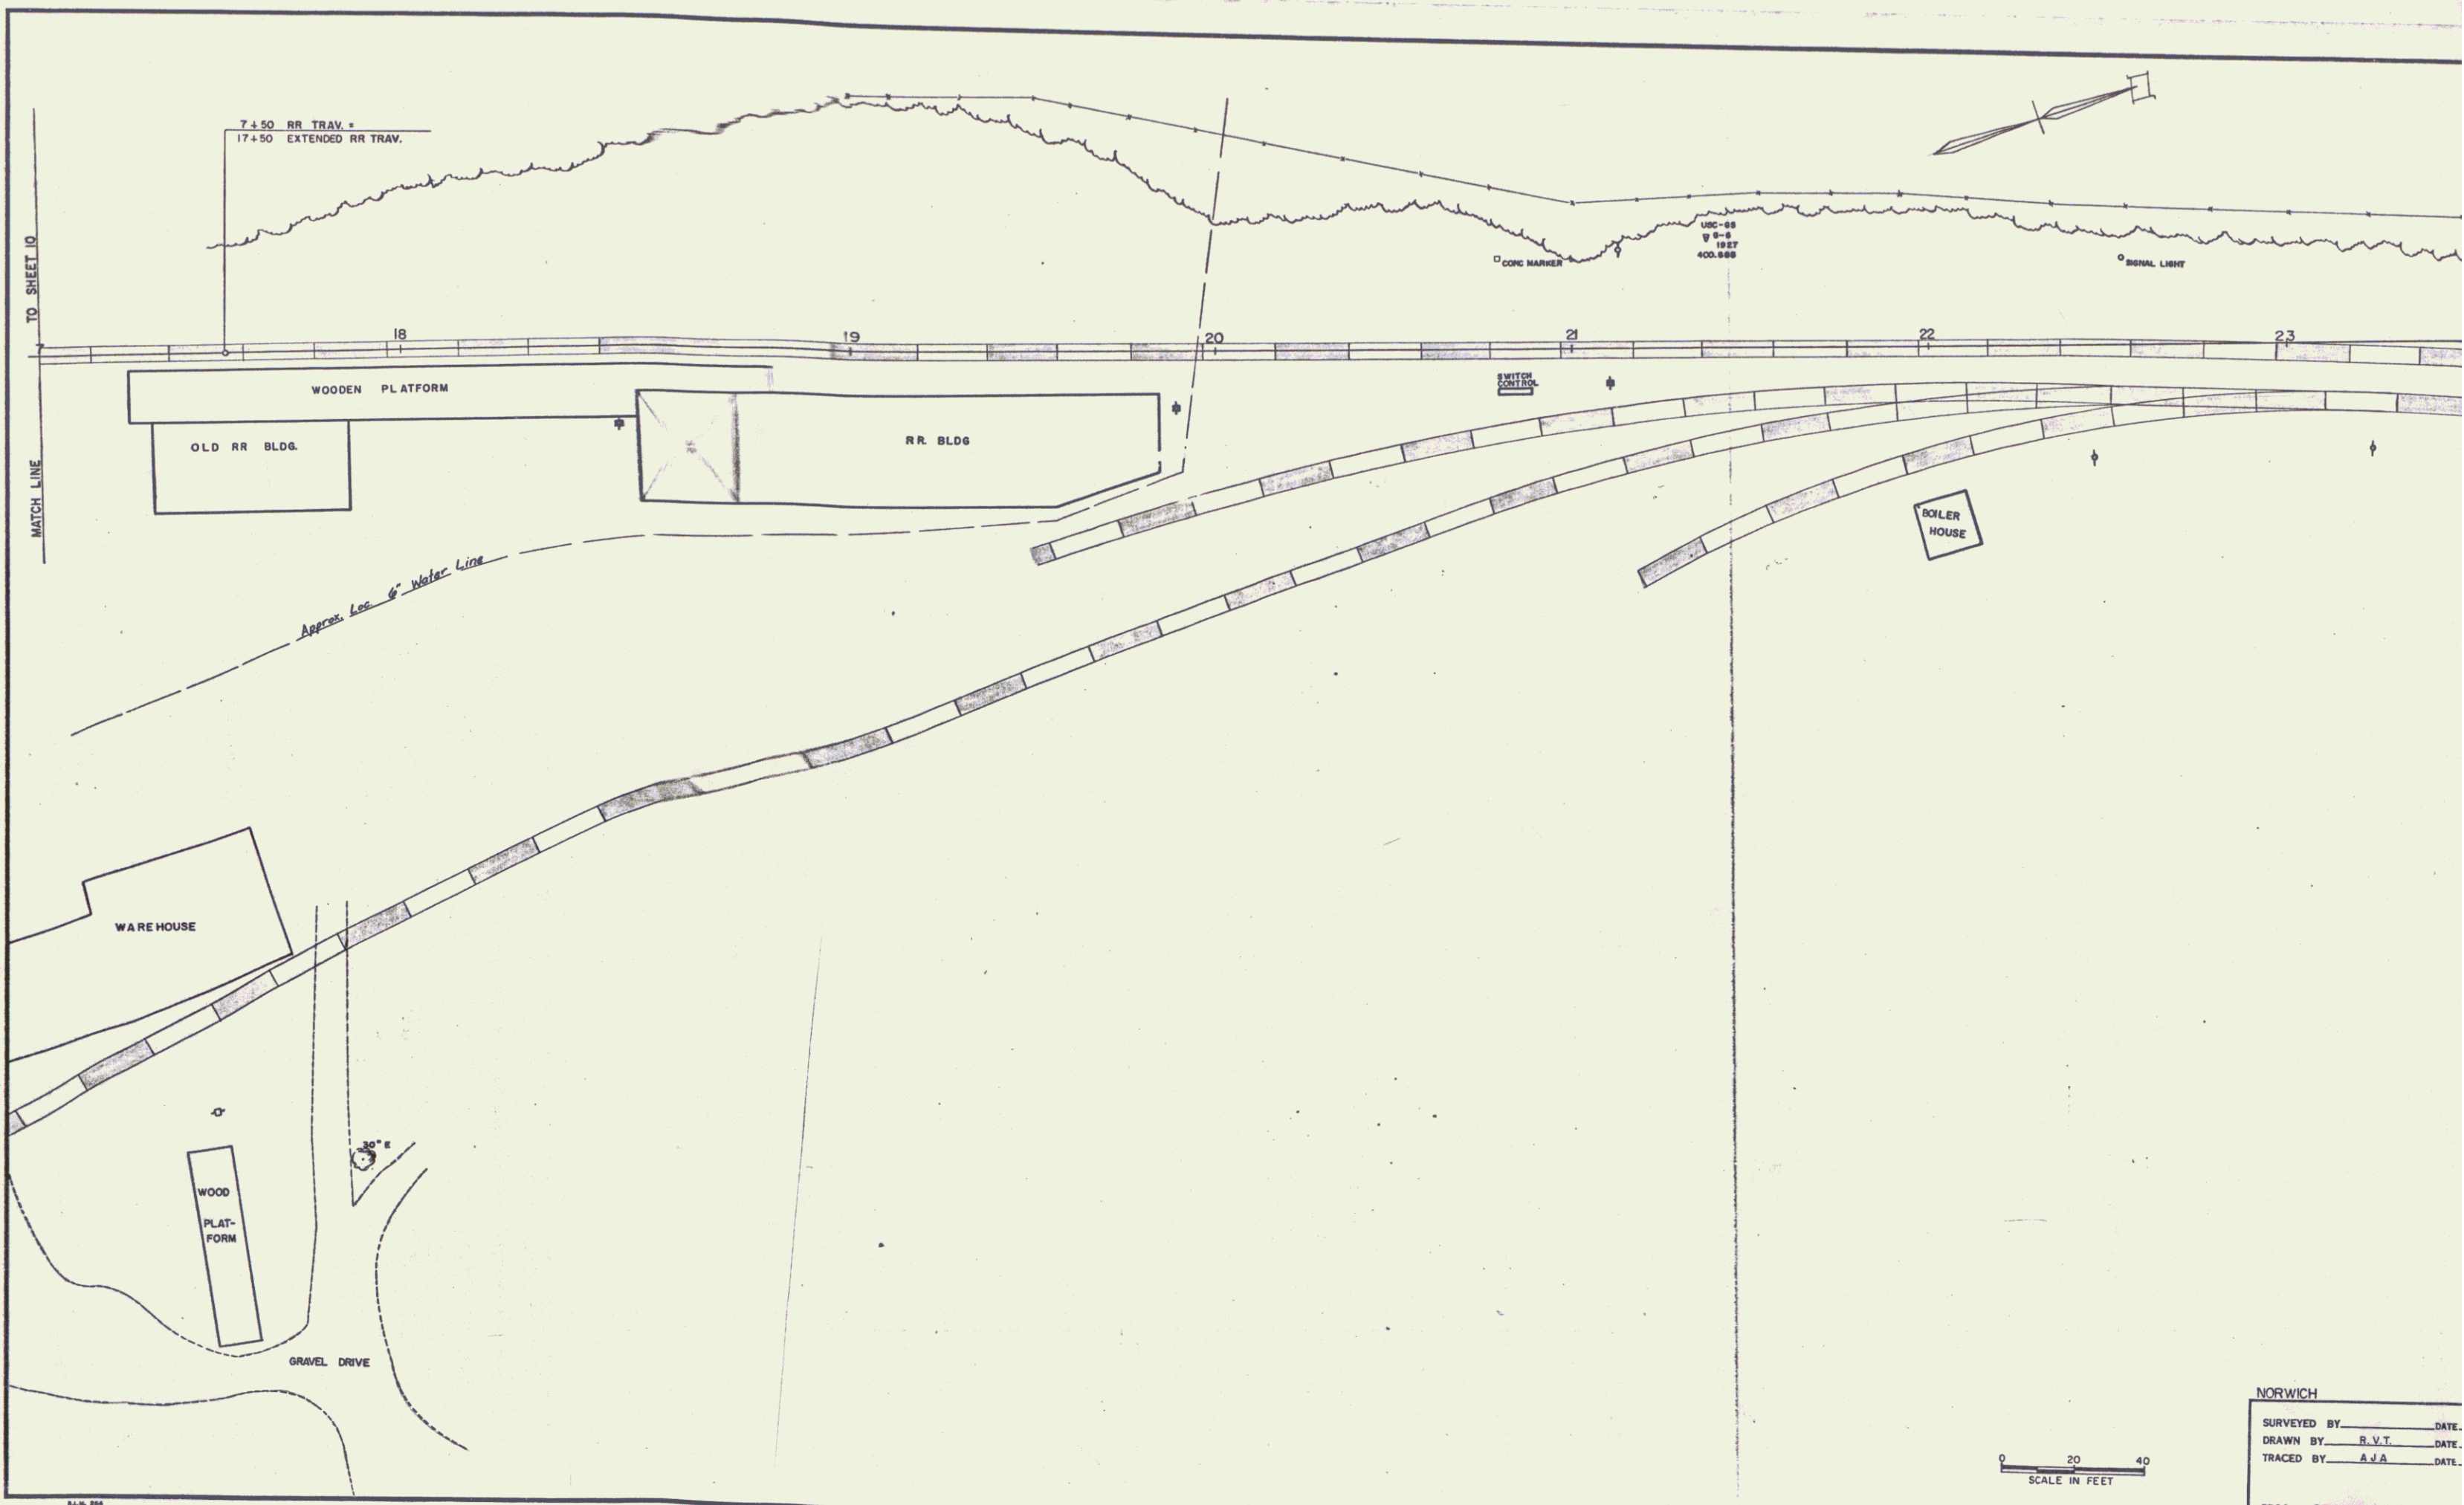 7+50 RR TRAV. =
17+50 EXTENDED RR TRAV.
TO SHEET 10
MATCH LINE
18
19
20
21
22
23
CONC MARKER
1927
SIGNAL LIGHT
WOODEN PLATFORM
OLD RR BLDG.
RR. BLDG
SWITCH
CONTROL
BOILER
HOUSE
Approx. Loc. 6" Water Line
WAREHOUSE
30" E
WOOD
PLAT-
FORM
GRAVEL DRIVE
0 20 40
SCALE IN FEET
NORWICH
SURVEYED BY DATE
DRAWN BY R.V.T. DATE
TRACED BY AJA DATE